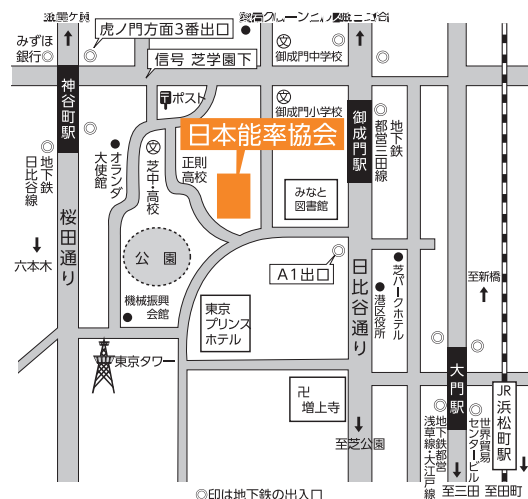 虎ノ門方面3番出口
みずほ
銀行
信号 芝学園下
御成門中学校
神谷町駅
ポスト
御成門小学校
日本能率協会
御成門駅
地下鉄
都営三田線
地下鉄
日比谷線
オランダ
大使館
芝中・高校
正則
高校
みなと
図書館
桜田通り
六本木
公園
A1出口
日比谷通り
芝パークホテル
港区役所
至新橋
機械振興
会館
東京
プリンス
ホテル
東京タワー
大門駅
JR浜松町駅
卍
増上寺
至芝公園
地下鉄都営
浅草線・大江戸線
世界貿易
センタービル
至三田
至田町
◎印は地下鉄の出入口